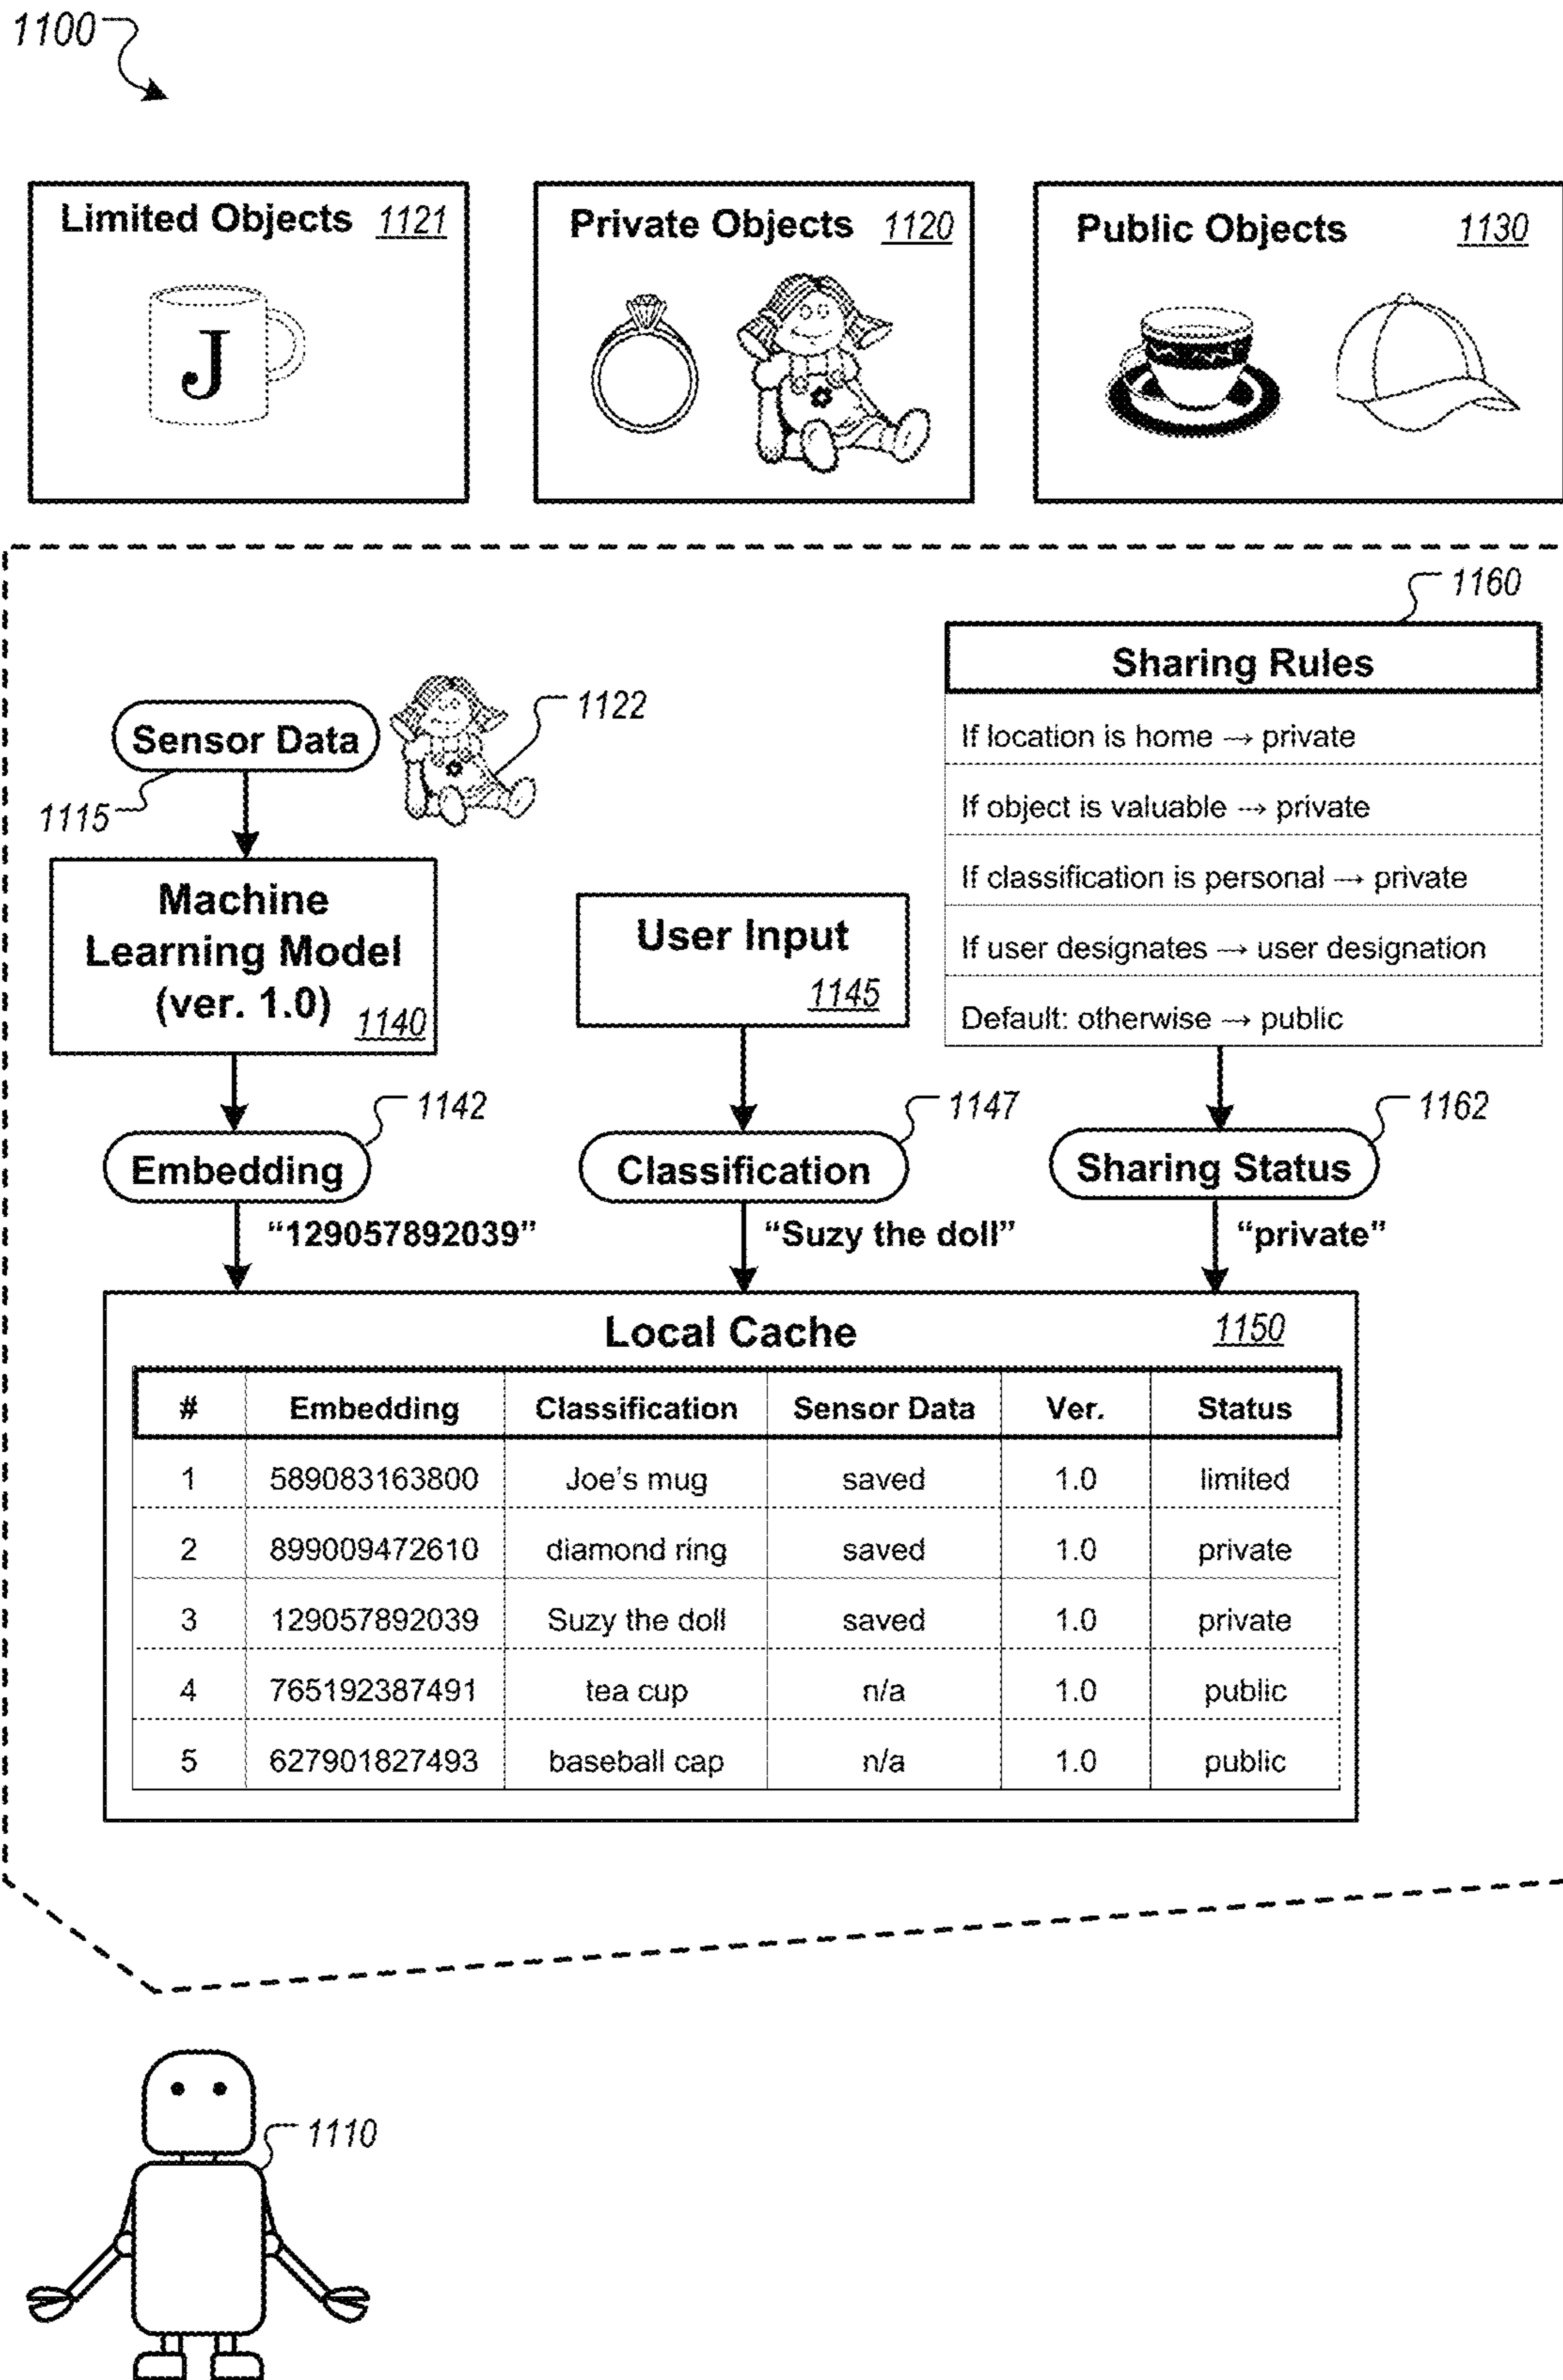 1100
Limited Objects 1121
J
Private Objects 1120
Public Objects 1130
1160
Sharing Rules
If location is home → private
If object is valuable → private
If classification is personal → private
If user designates → user designation
Default: otherwise → public
Sensor Data
1122
1115
Machine
Learning Model
(ver. 1.0) 1140
User Input
1145
1142
Embedding
1147
Classification
1162
Sharing Status
“129057892039”
“Suzy the doll”
“private”
Local Cache 1150
# Embedding Classification Sensor Data Ver. Status
1 589083163800 Joe’s mug saved 1.0 limited
2 899009472610 diamond ring saved 1.0 private
3 129057892039 Suzy the doll saved 1.0 private
4 765192387491 tea cup n/a 1.0 public
5 627901827493 baseball cap n/a 1.0 public
1110